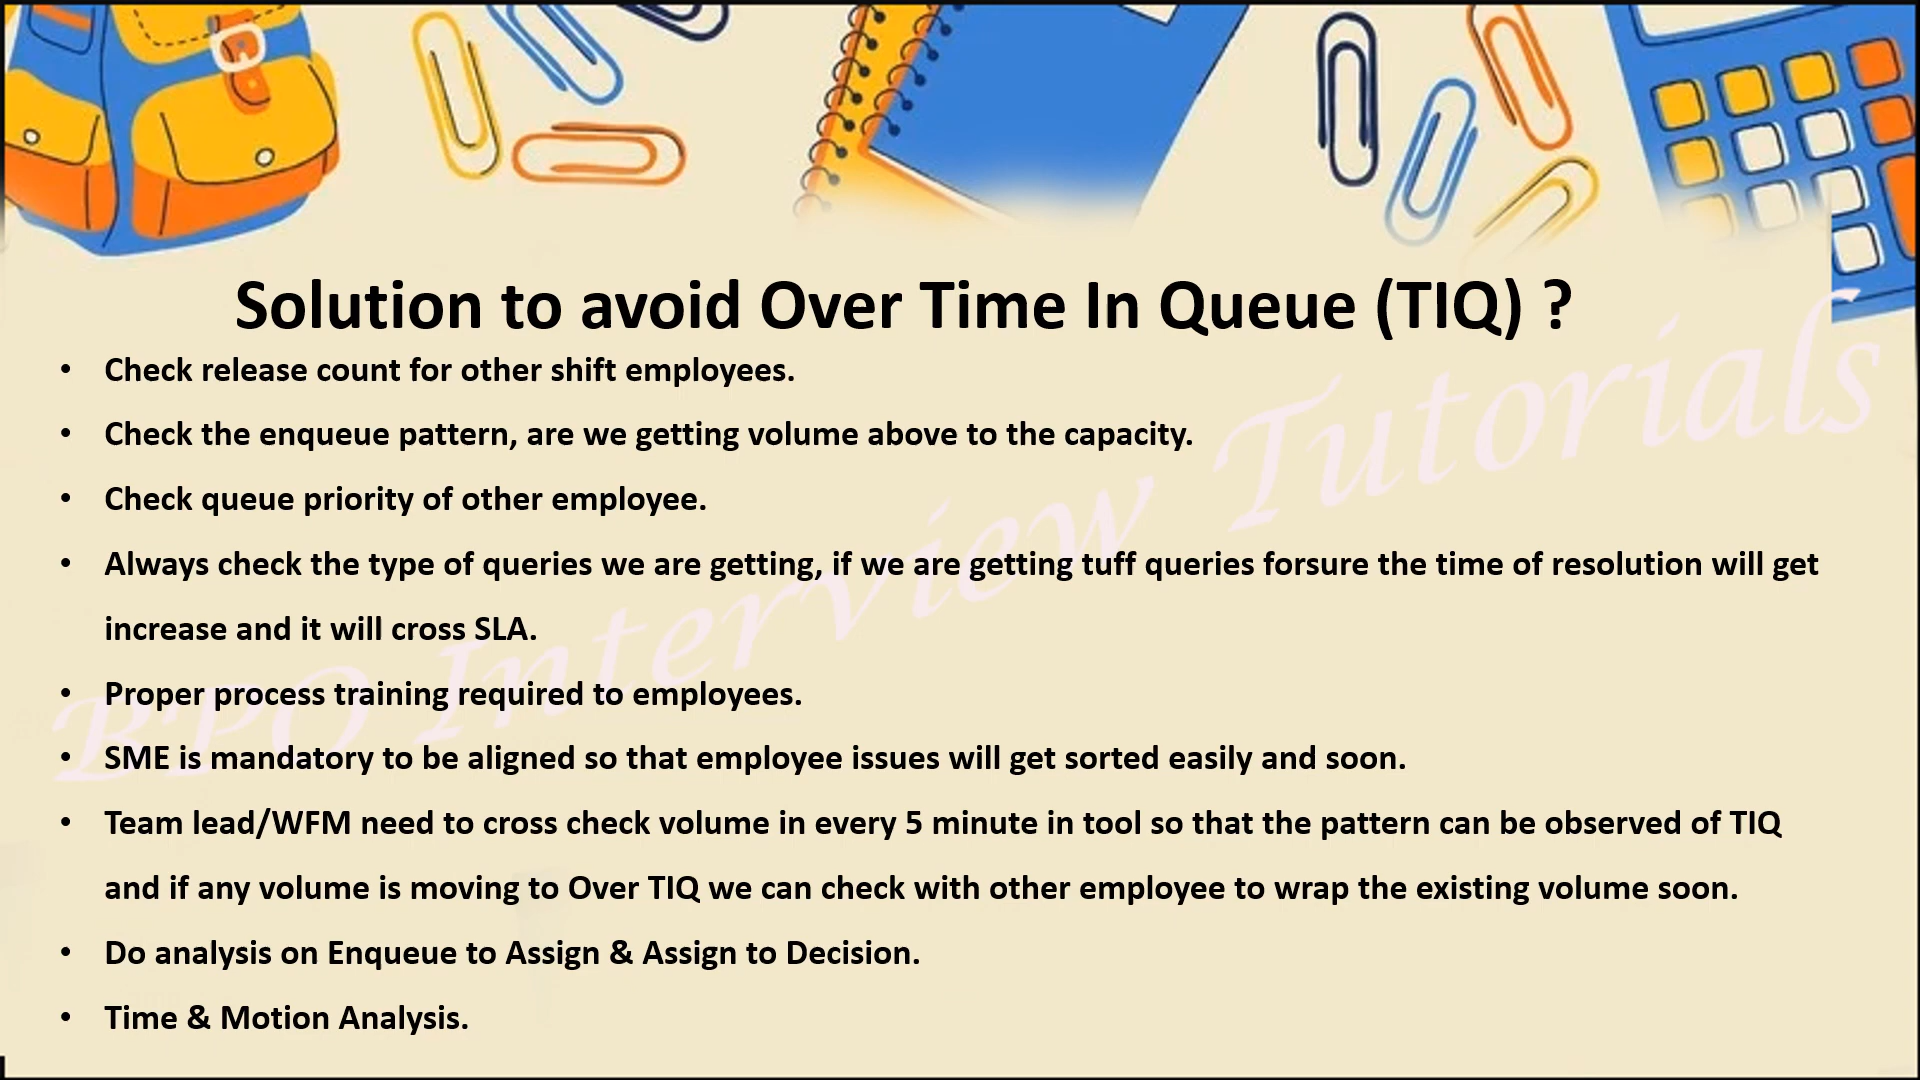 Solution to avoid Over Time In Queue (TIQ) ?
• Check release count for other shift employees.
• Check the enqueue pattern, are we getting volume above to the capacity.
• Check queue priority of other employee.
• Always check the type of queries we are getting, if we are getting tuff queries forsure the time of resolution will get
increase and it will cross SLA.
• Proper process training required to employees.
• SME is mandatory to be aligned so that employee issues will get sorted easily and soon.
• Team lead/WFM need to cross check volume in every 5 minute in tool so that the pattern can be observed of TIQ
and if any volume is moving to Over TIQ we can check with other employee to wrap the existing volume soon.
• Do analysis on Enqueue to Assign & Assign to Decision.
• Time & Motion Analysis.
BPO Interview Tutorials